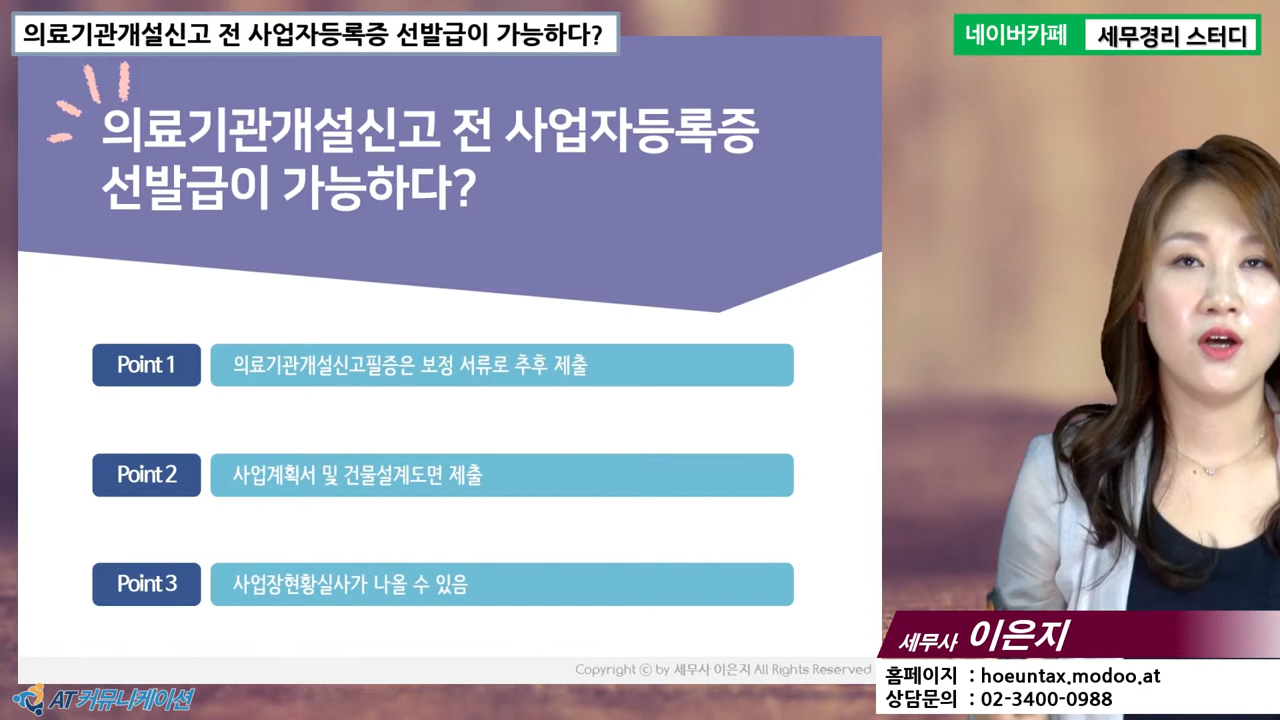 의료기관개설신고 전 사업자등록증 선발급이 가능하다?
네이버카페 세무경리 스터디
의료기관개설신고 전 사업자등록증
선발급이 가능하다?
Point 1 의료기관개설신고필증은 보정 서류로 추후 제출
Point 2 사업계획서 및 건물설계도면 제출
Point 3 사업장현황실사가 나올 수 있음
Copyright ⓒ by 세무사 이은지 All Rights Reserved
세무사 이은지
홈페이지 : hoeuntax.modoo.at
상담문의 : 02-3400-0988
AT커뮤니케이션